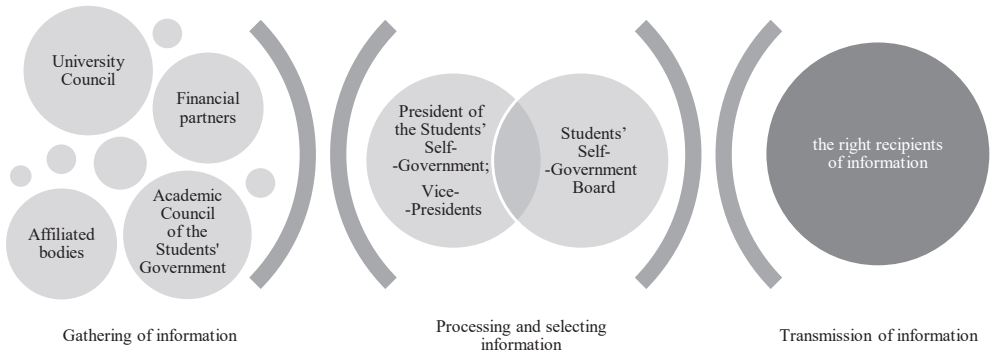 University
Council
Financial
partners
Affiliated
bodies
Academic
Council
of the
Students'
Government
President of
the Students’
Self-
-Government;
Vice-
-Presidents
Students’
Self-
-Government
Board
the right recipients
of information
Gathering of information
Processing and selecting
information
Transmission of information